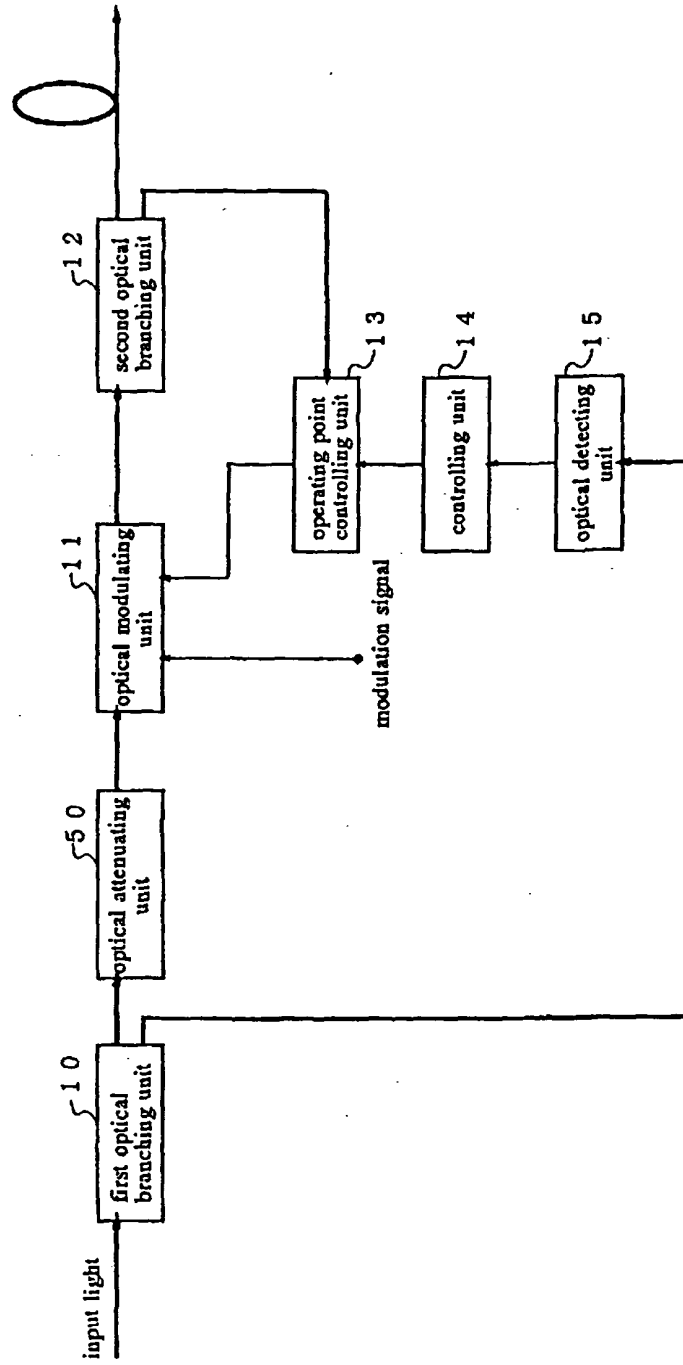 input light
10
first optical
branching unit
50
optical attenuating
unit
11
optical modulating
unit
12
second optical
branching unit
modulation signal
operating point
controlling unit
13
controlling unit
14
optical detecting
unit
15